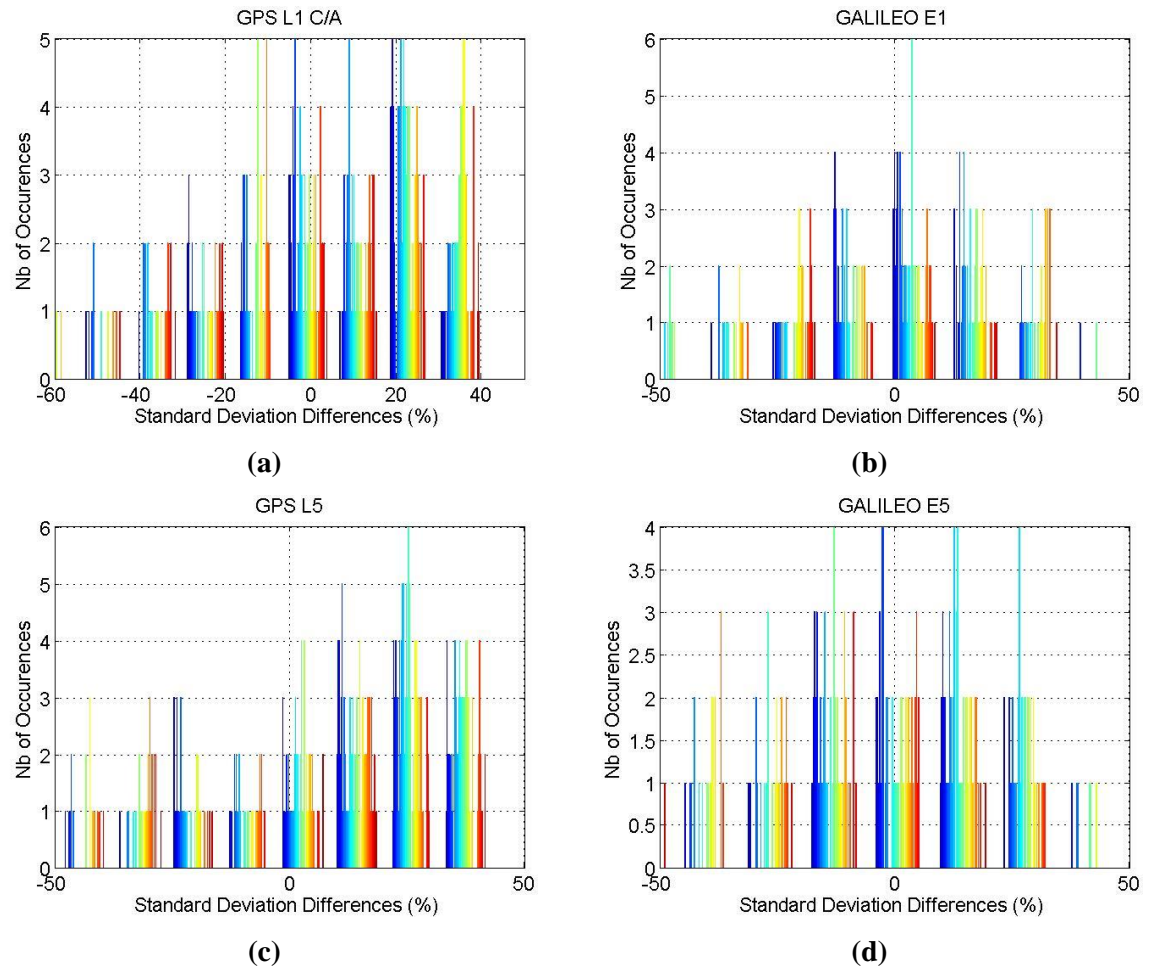 GPS L1 C/A
5
4
3
2
1
0
Nb of Occurences
-60 -40 -20 0 20 40
Standard Deviation Differences (%)
(a)
GALILEO E1
6
5
4
3
2
1
0
Nb of Occurences
-50 0 50
Standard Deviation Differences (%)
(b)
GPS L5
6
5
4
3
2
1
0
Nb of Occurences
-50 0 50
Standard Deviation Differences (%)
(c)
GALILEO E5
4
3.5
3
2.5
2
1.5
1
0.5
0
Nb of Occurences
-50 0 50
Standard Deviation Differences (%)
(d)